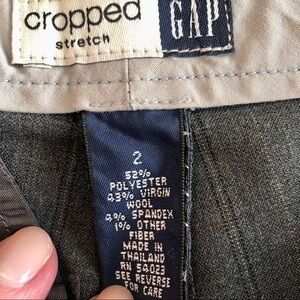 cropped
stretch
GAP
2
52%
POLYESTER
43% VIRGIN
WOOL
4% SPANDEX
1% OTHER
FIBER
MADE IN
THAILAND
RN 54023
SEE REVERSE
FOR CARE